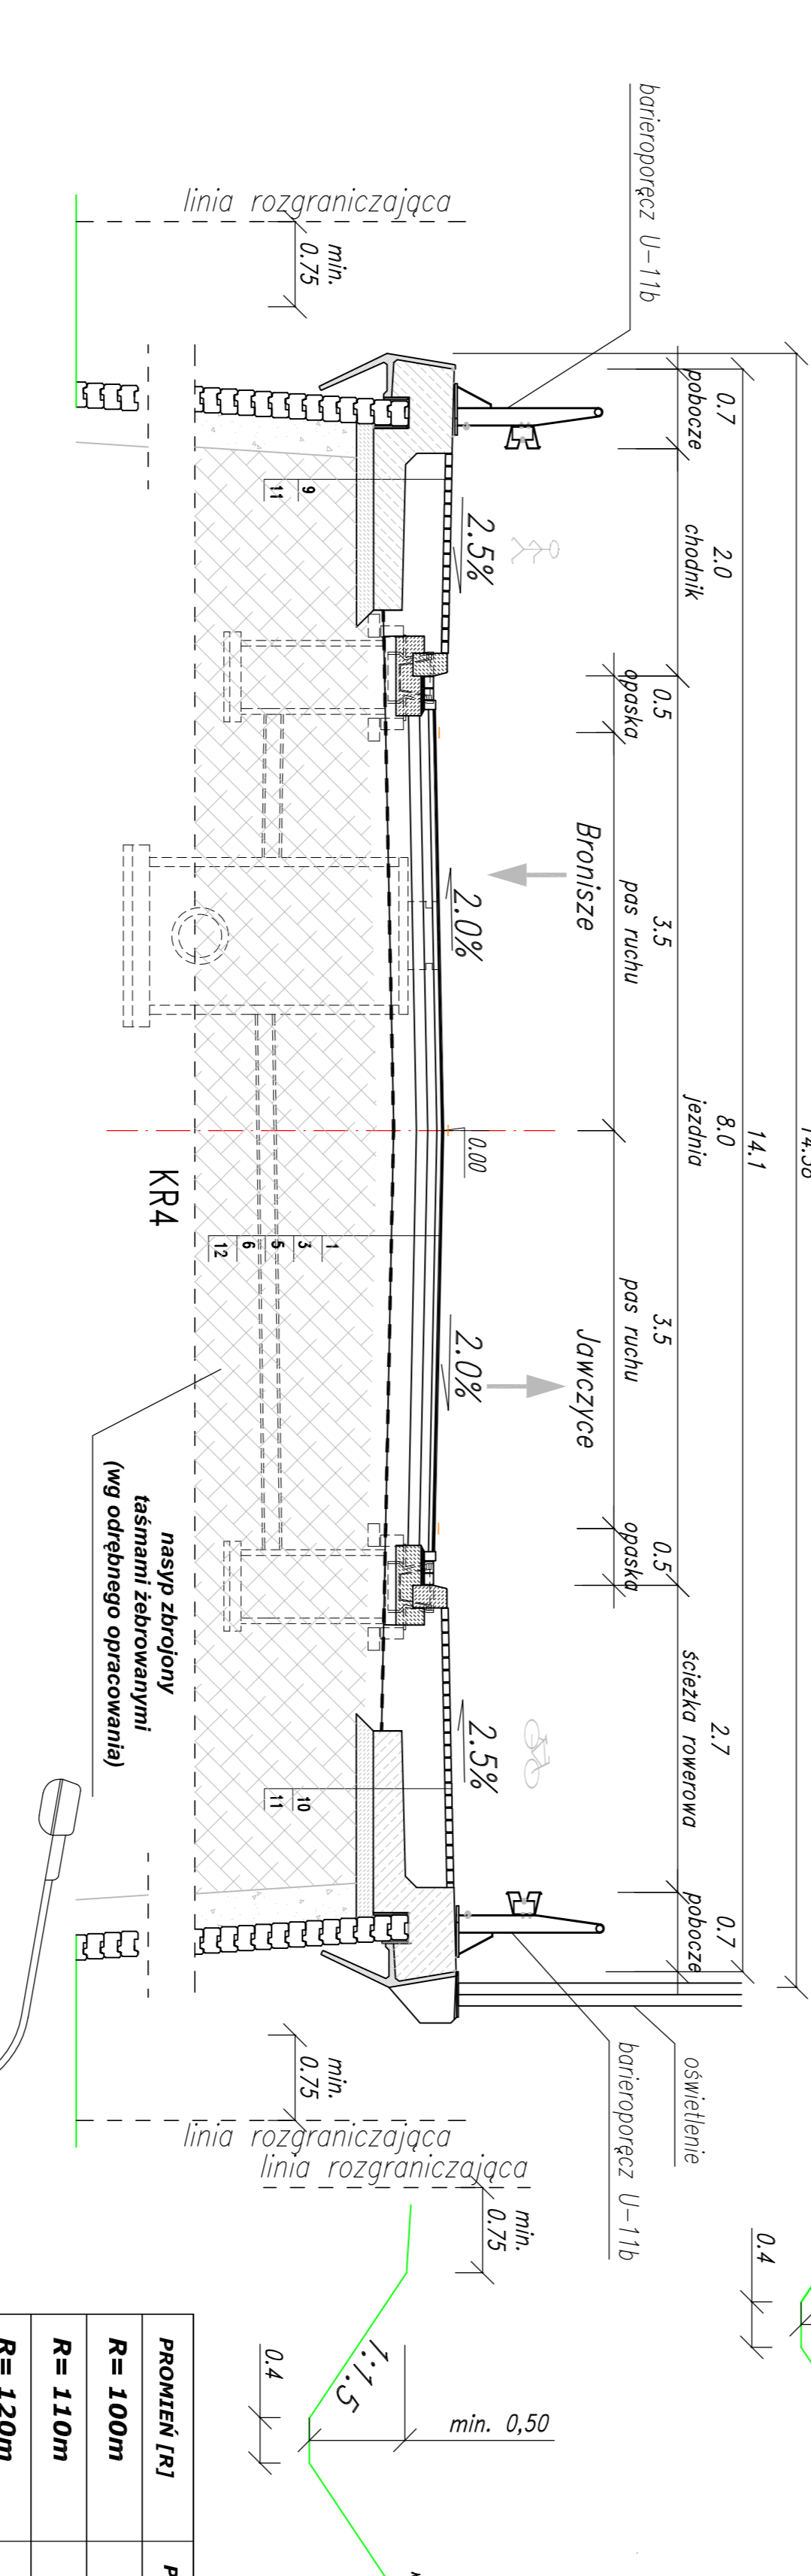 14.1
0.7
pobocze
2.0
chodnik
8.0
jezdnia
2.7
ścieżka rowerowa
0.7
pobocze
0.5
opaska
3.5
pas ruchu
3.5
pas ruchu
0.5
opaska
barieroporęcz U-11b
oświetlenie
barieroporęcz U-11b
Bronisze
Jawczyce
2.5%
2.0%
0.00
2.0%
2.5%
linia rozgraniczająca
min.
0.75
9
11
1
3
5
6
12
10
11
KR4
nasyp zbrojony
taśmami żebrowanymi
(wg odrębnego opracowania)
min.
0.75
linia rozgraniczająca
linia rozgraniczająca
min.
0.75
0.4
1:1.5
min. 0,50
0.4
PROMIEŃ [R]
R= 100m
R= 110m
R= 120m